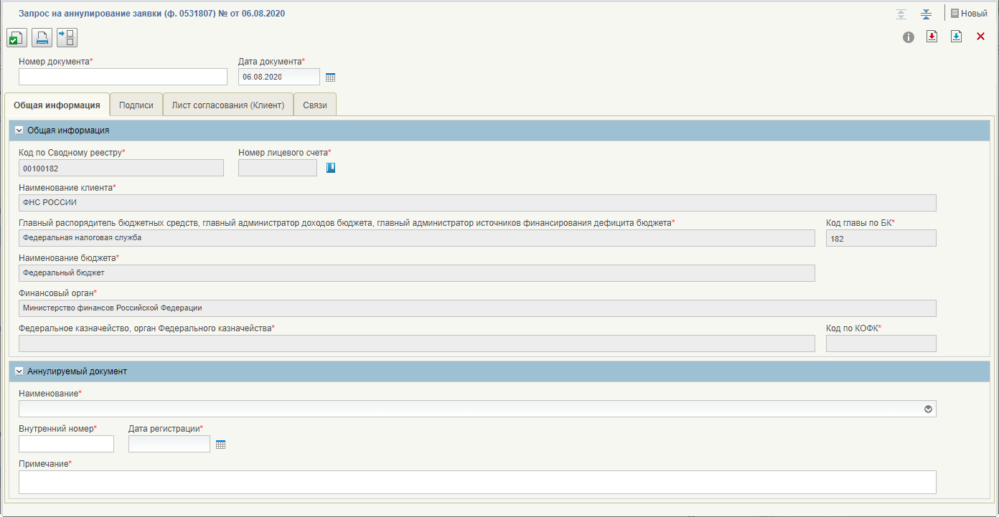 Запрос на аннулирование заявки (ф. 0531807) № от 06.08.2020
Новый
Номер документа* Дата документа*
06.08.2020
Общая информация Подписи Лист согласования (Клиент) Связи
Общая информация
Код по Сводному реестру* Номер лицевого счета*
00100182
Наименование клиента*
ФНС РОССИИ
Главный распорядитель бюджетных средств, главный администратор доходов бюджета, главный администратор источников финансирования дефицита бюджета* Код главы по БК*
Федеральная налоговая служба 182
Наименование бюджета*
Федеральный бюджет
Финансовый орган*
Министерство финансов Российской Федерации
Федеральное казначейство, орган Федерального казначейства* Код по КОФК*
Аннулируемый документ
Наименование*
Внутренний номер* Дата регистрации*
Примечание*